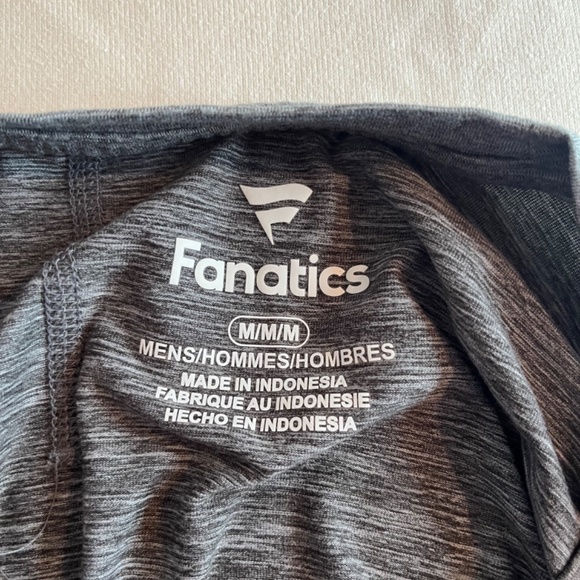 Fanatics
M/M/M
MENS/HOMMES/HOMBRES
MADE IN INDONESIA
FABRIQUE AU INDONESIE
HECHO EN INDONESIA